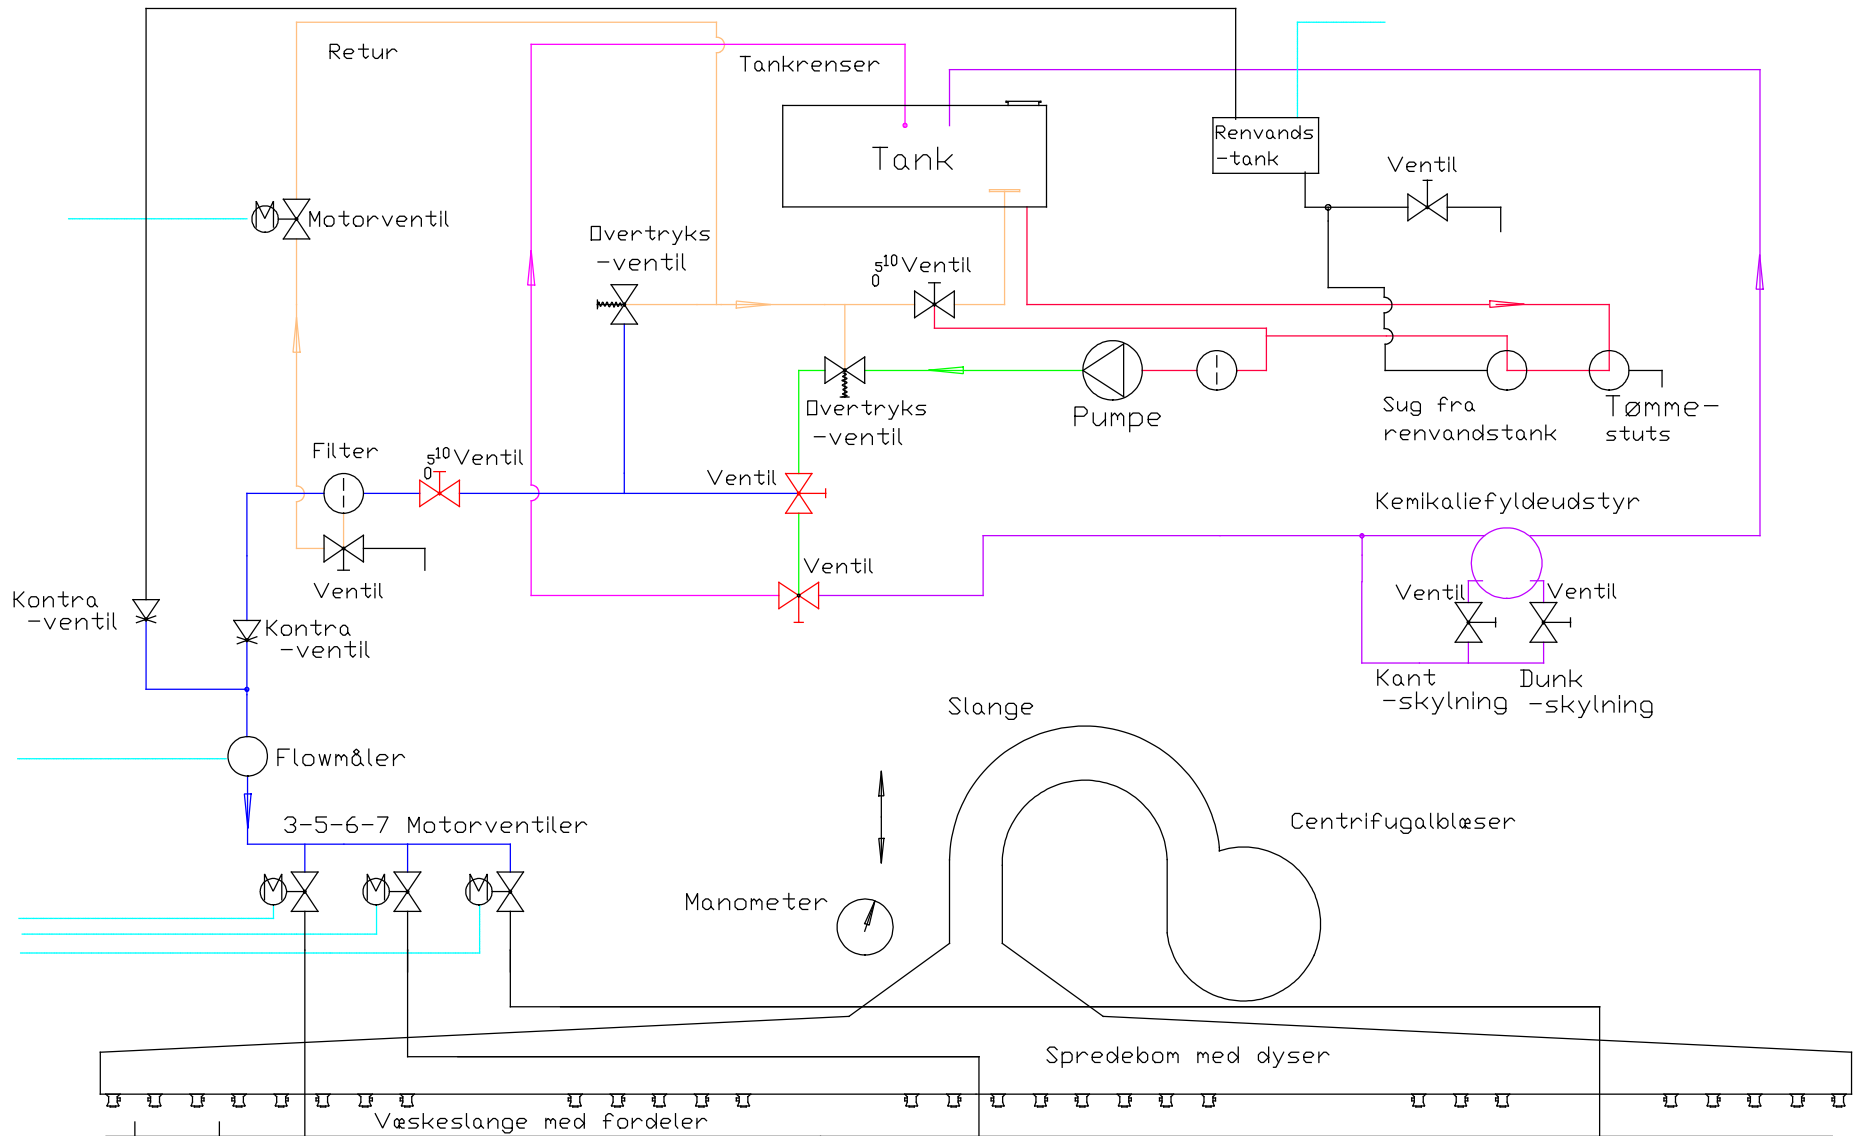 Retur
Tankrenser
Tank
Renvands
-tank
Ventil
Motorventil
Overtryks
-ventil
0 5 10 Ventil
Overtryks
-ventil
Pumpe
Sug fra
renvandstank
Tømme-
stuts
Filter
0 5 10 Ventil
Ventil
Kemikaliefyldeudstyr
Ventil
Ventil
Ventil
Ventil
Kontra
-ventil
Kontra
-ventil
Kant
-skylning
Dunk
-skylning
Slange
Flowmåler
3-5-6-7 Motorventiler
Centrifugalblæser
Manometer
Spredebom med dyser
Væskeslange med fordeler